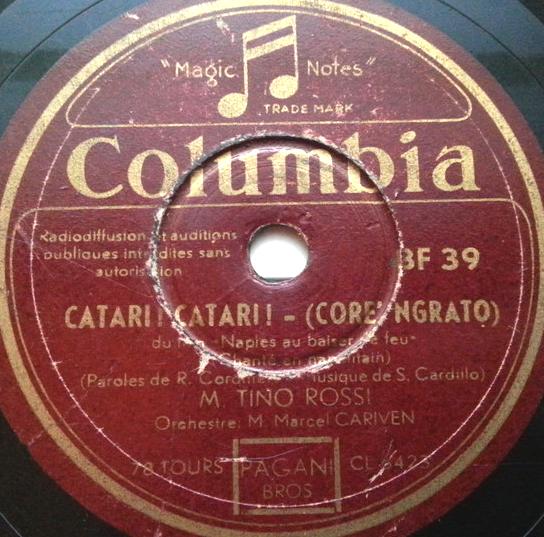 "Magic Notes"
TRADE MARK
Columbia
Radiodiffusion et auditions
publiques interdites sans
autorisation
BF 39
CATARI! CATARI! - (CORE' NGRATO)
du film "Naples au baiser de feu"
chanté en napolitain)
(Paroles de R. Musique de S. Cardillo)
M. TINO ROSSI
Orchestre: M. Marcel CARIVEN
78 TOURS
PAGANI
BROS
CL 6423